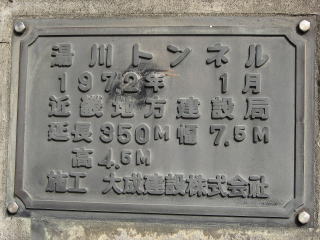 湯川トンネル
1972年 1月
近畿地方建設局
延長350M幅7.5M
高4.5M
施工 大成建設株式会社